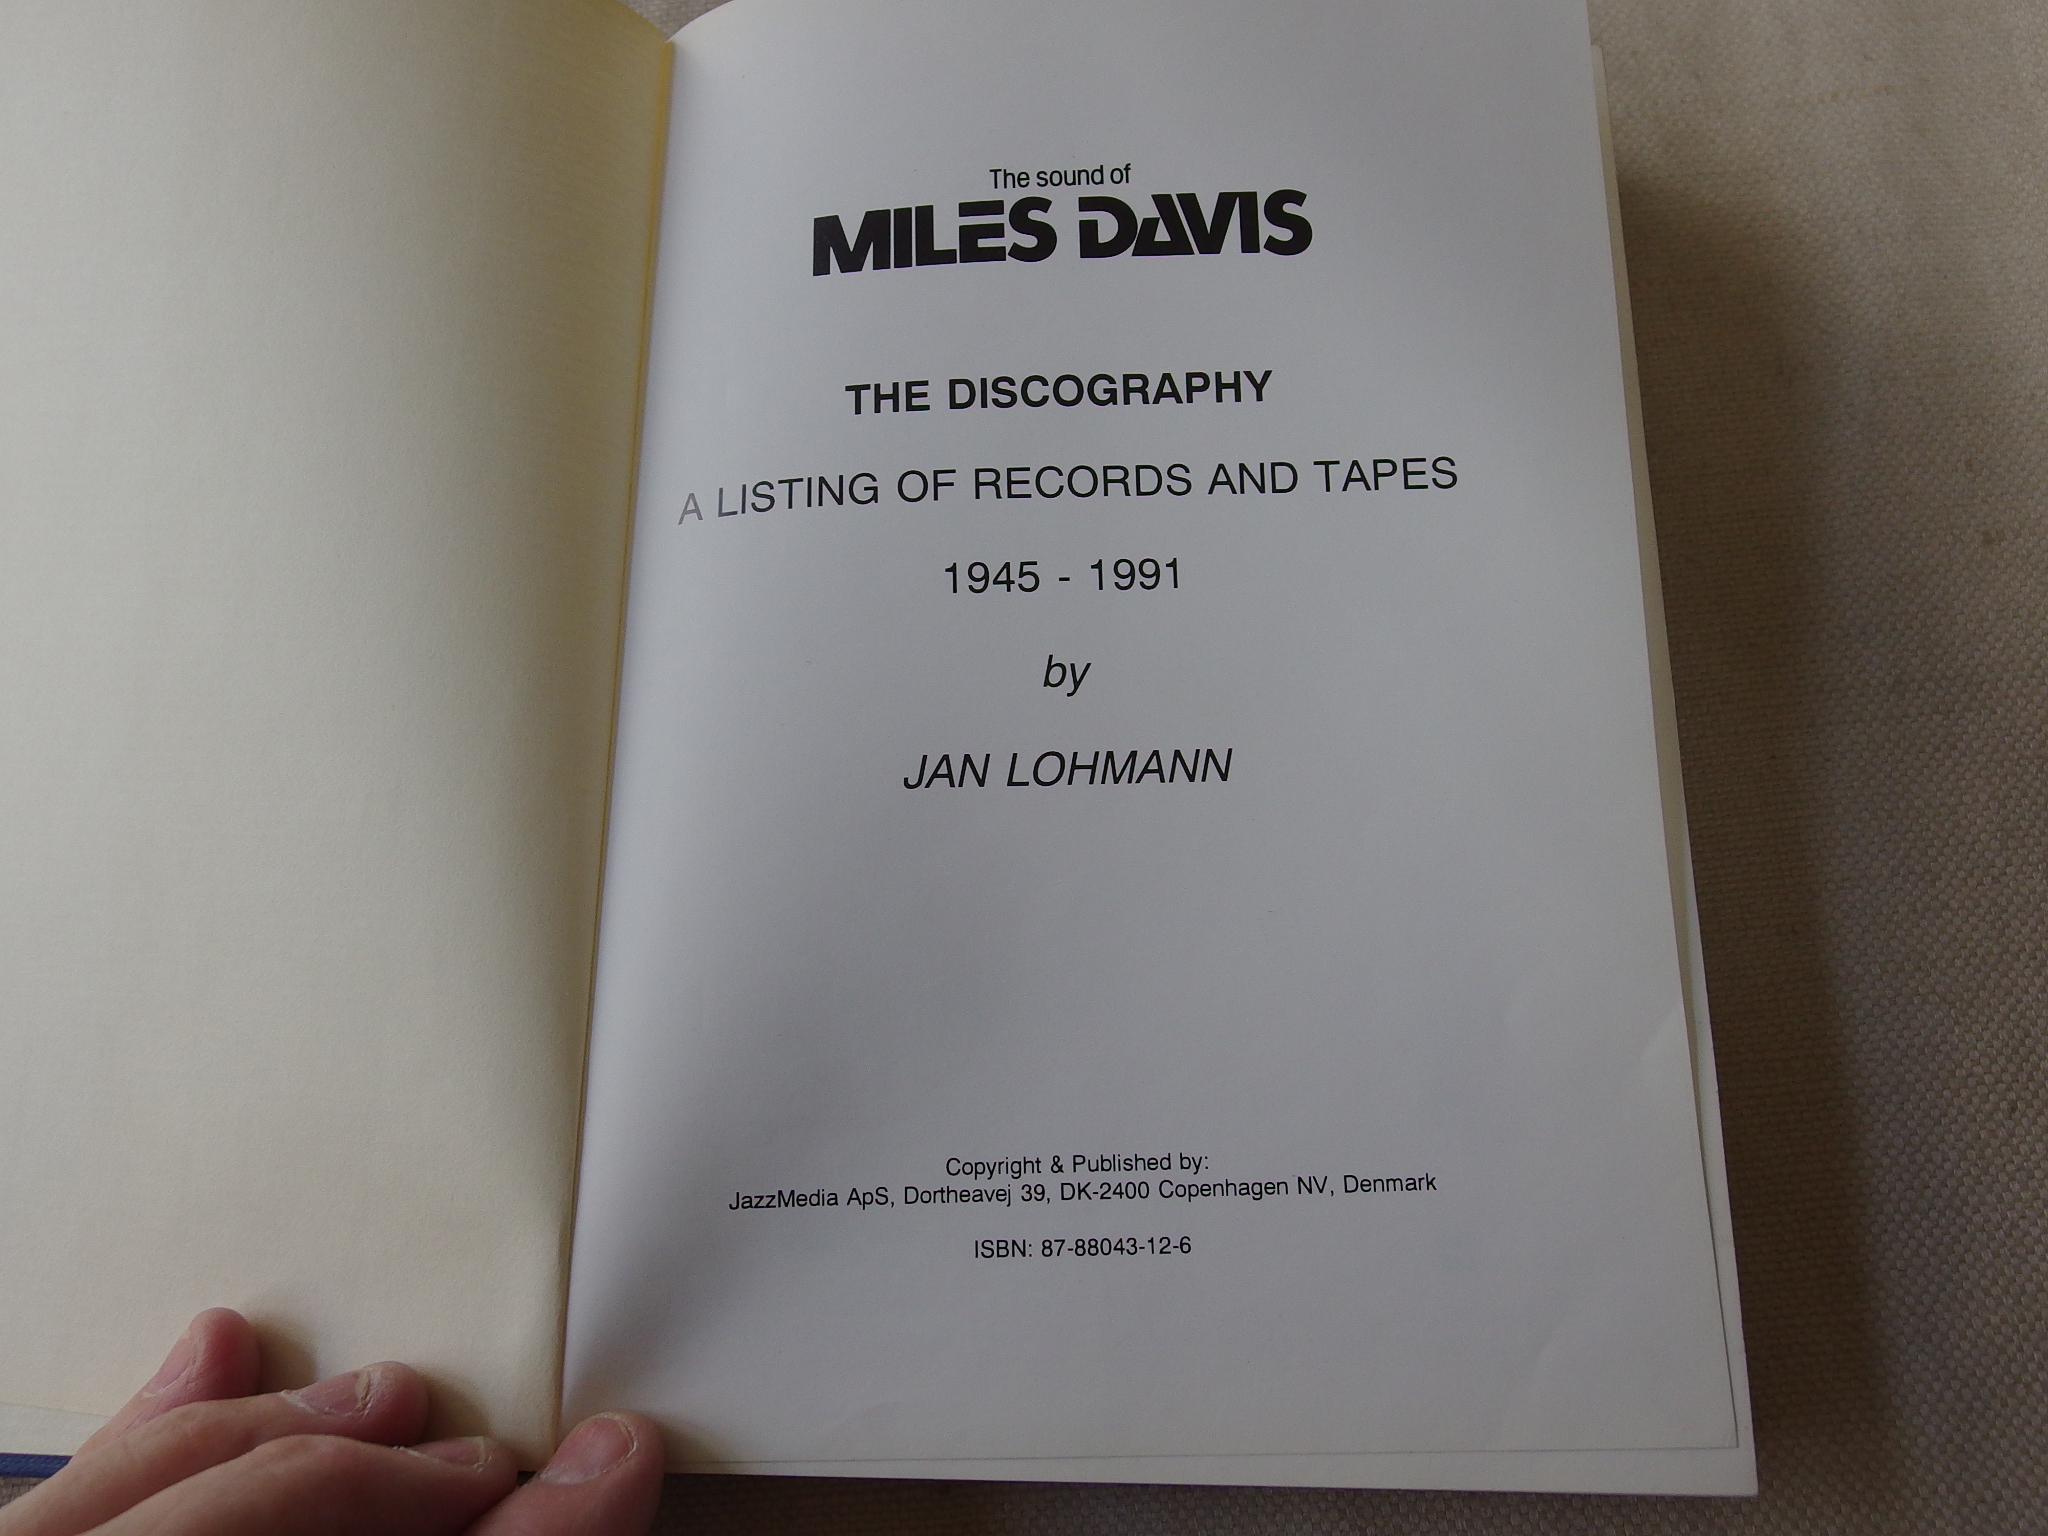 The sound of
MILES DAVIS
THE DISCOGRAPHY
A LISTING OF RECORDS AND TAPES
1945 - 1991
by
JAN LOHMANN
Copyright & Published by:
JazzMedia ApS, Dortheavej 39, DK-2400 Copenhagen NV, Denmark
ISBN: 87-88043-12-6